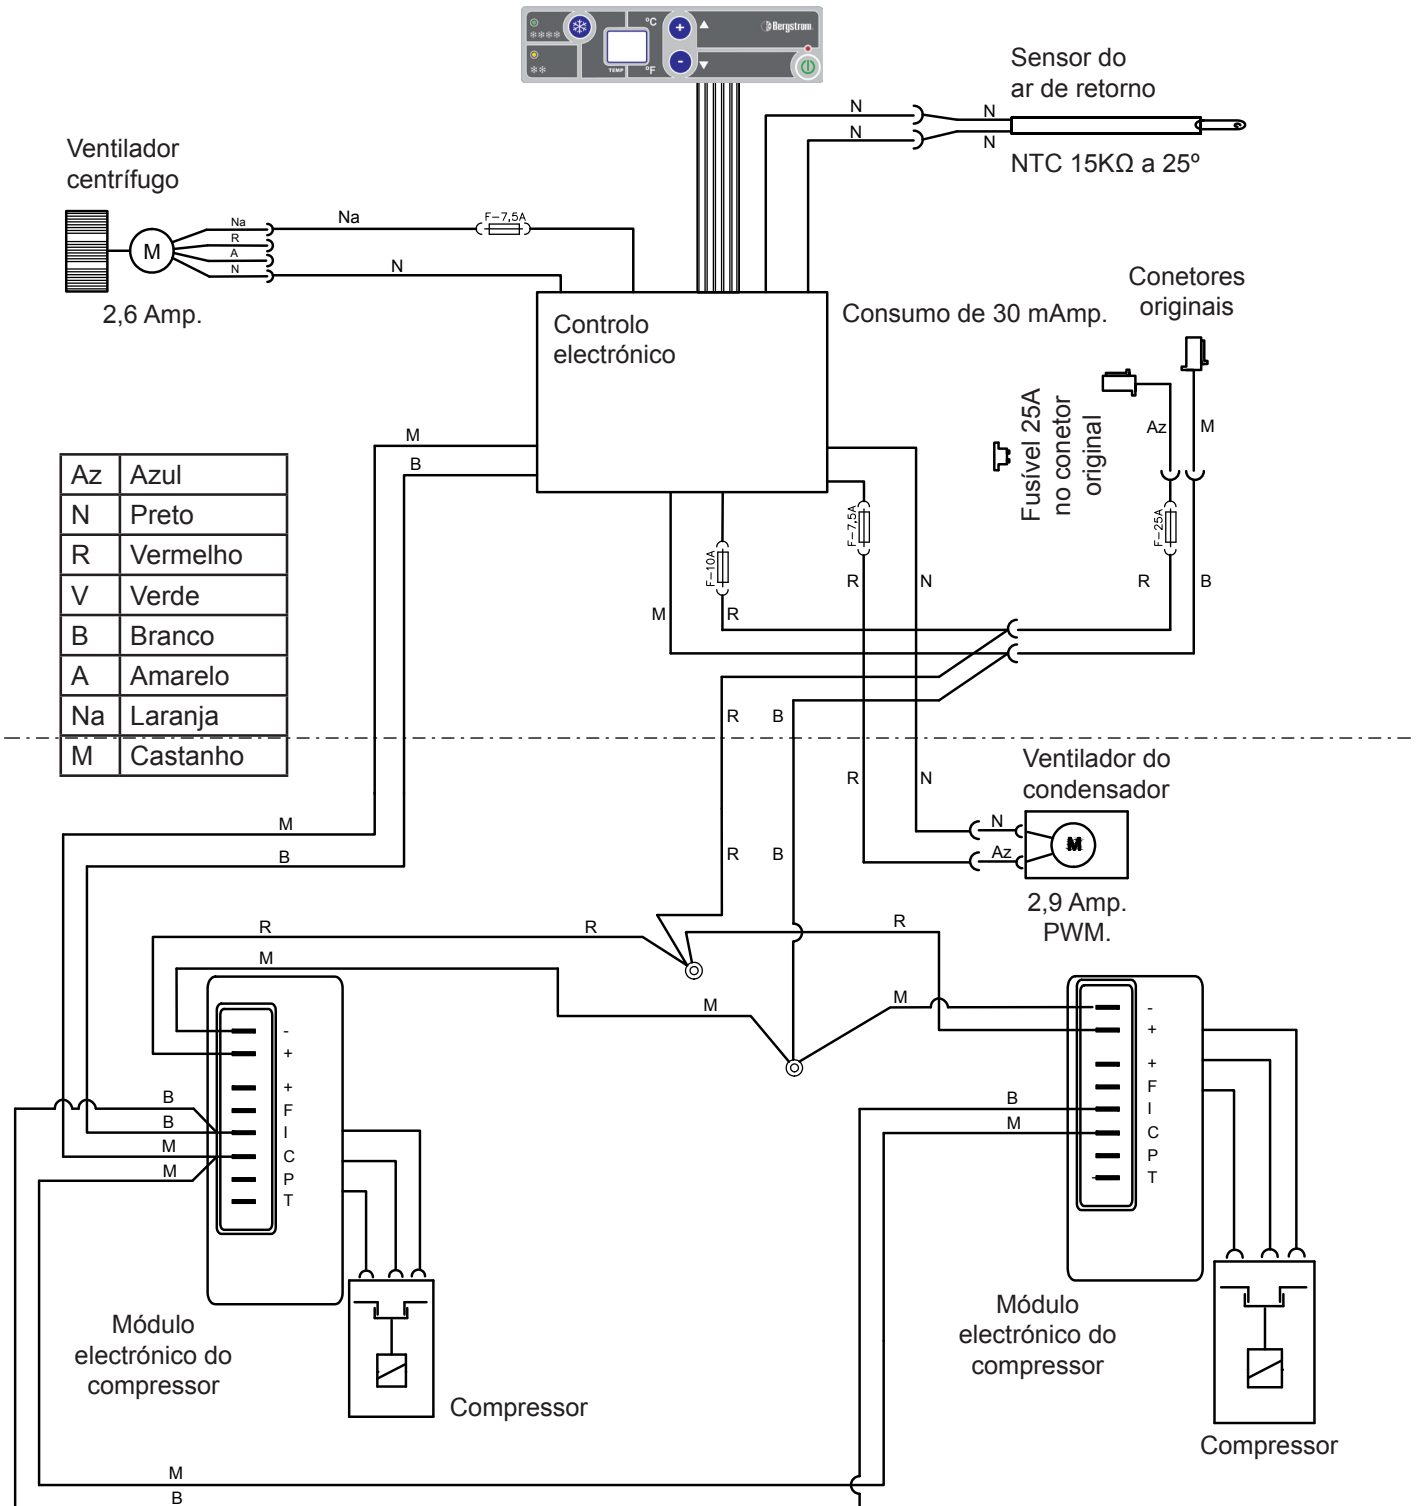 °C
Bergstrom
TEMP
°F
Sensor do
ar de retorno
N
N
N
N
NTC 15KΩ a 25º
Ventilador
centrífugo
Na
R
A
N
Na
F-7,5A
N
M
2,6 Amp.
Controlo
electrónico
Consumo de 30 mAmp.
Conetores
originais
Fusível 25A
no conetor
original
Az
M
M
B
Az Azul
N Preto
R Vermelho
V Verde
B Branco
A Amarelo
Na Laranja
M Castanho
F-10A
F-7,5A
F-25A
R
N
R
B
M
R
R
B
R
N
Ventilador do
condensador
N
Az
M
2,9 Amp.
PWM.
M
B
R
B
R
R
R
M
M
M
-
+
+
F
I
C
P
T
B
B
M
M
-
+
+
F
I
C
P
T
B
M
Módulo
electrónico do
compressor
Compressor
Módulo
electrónico do
compressor
Compressor
M
B